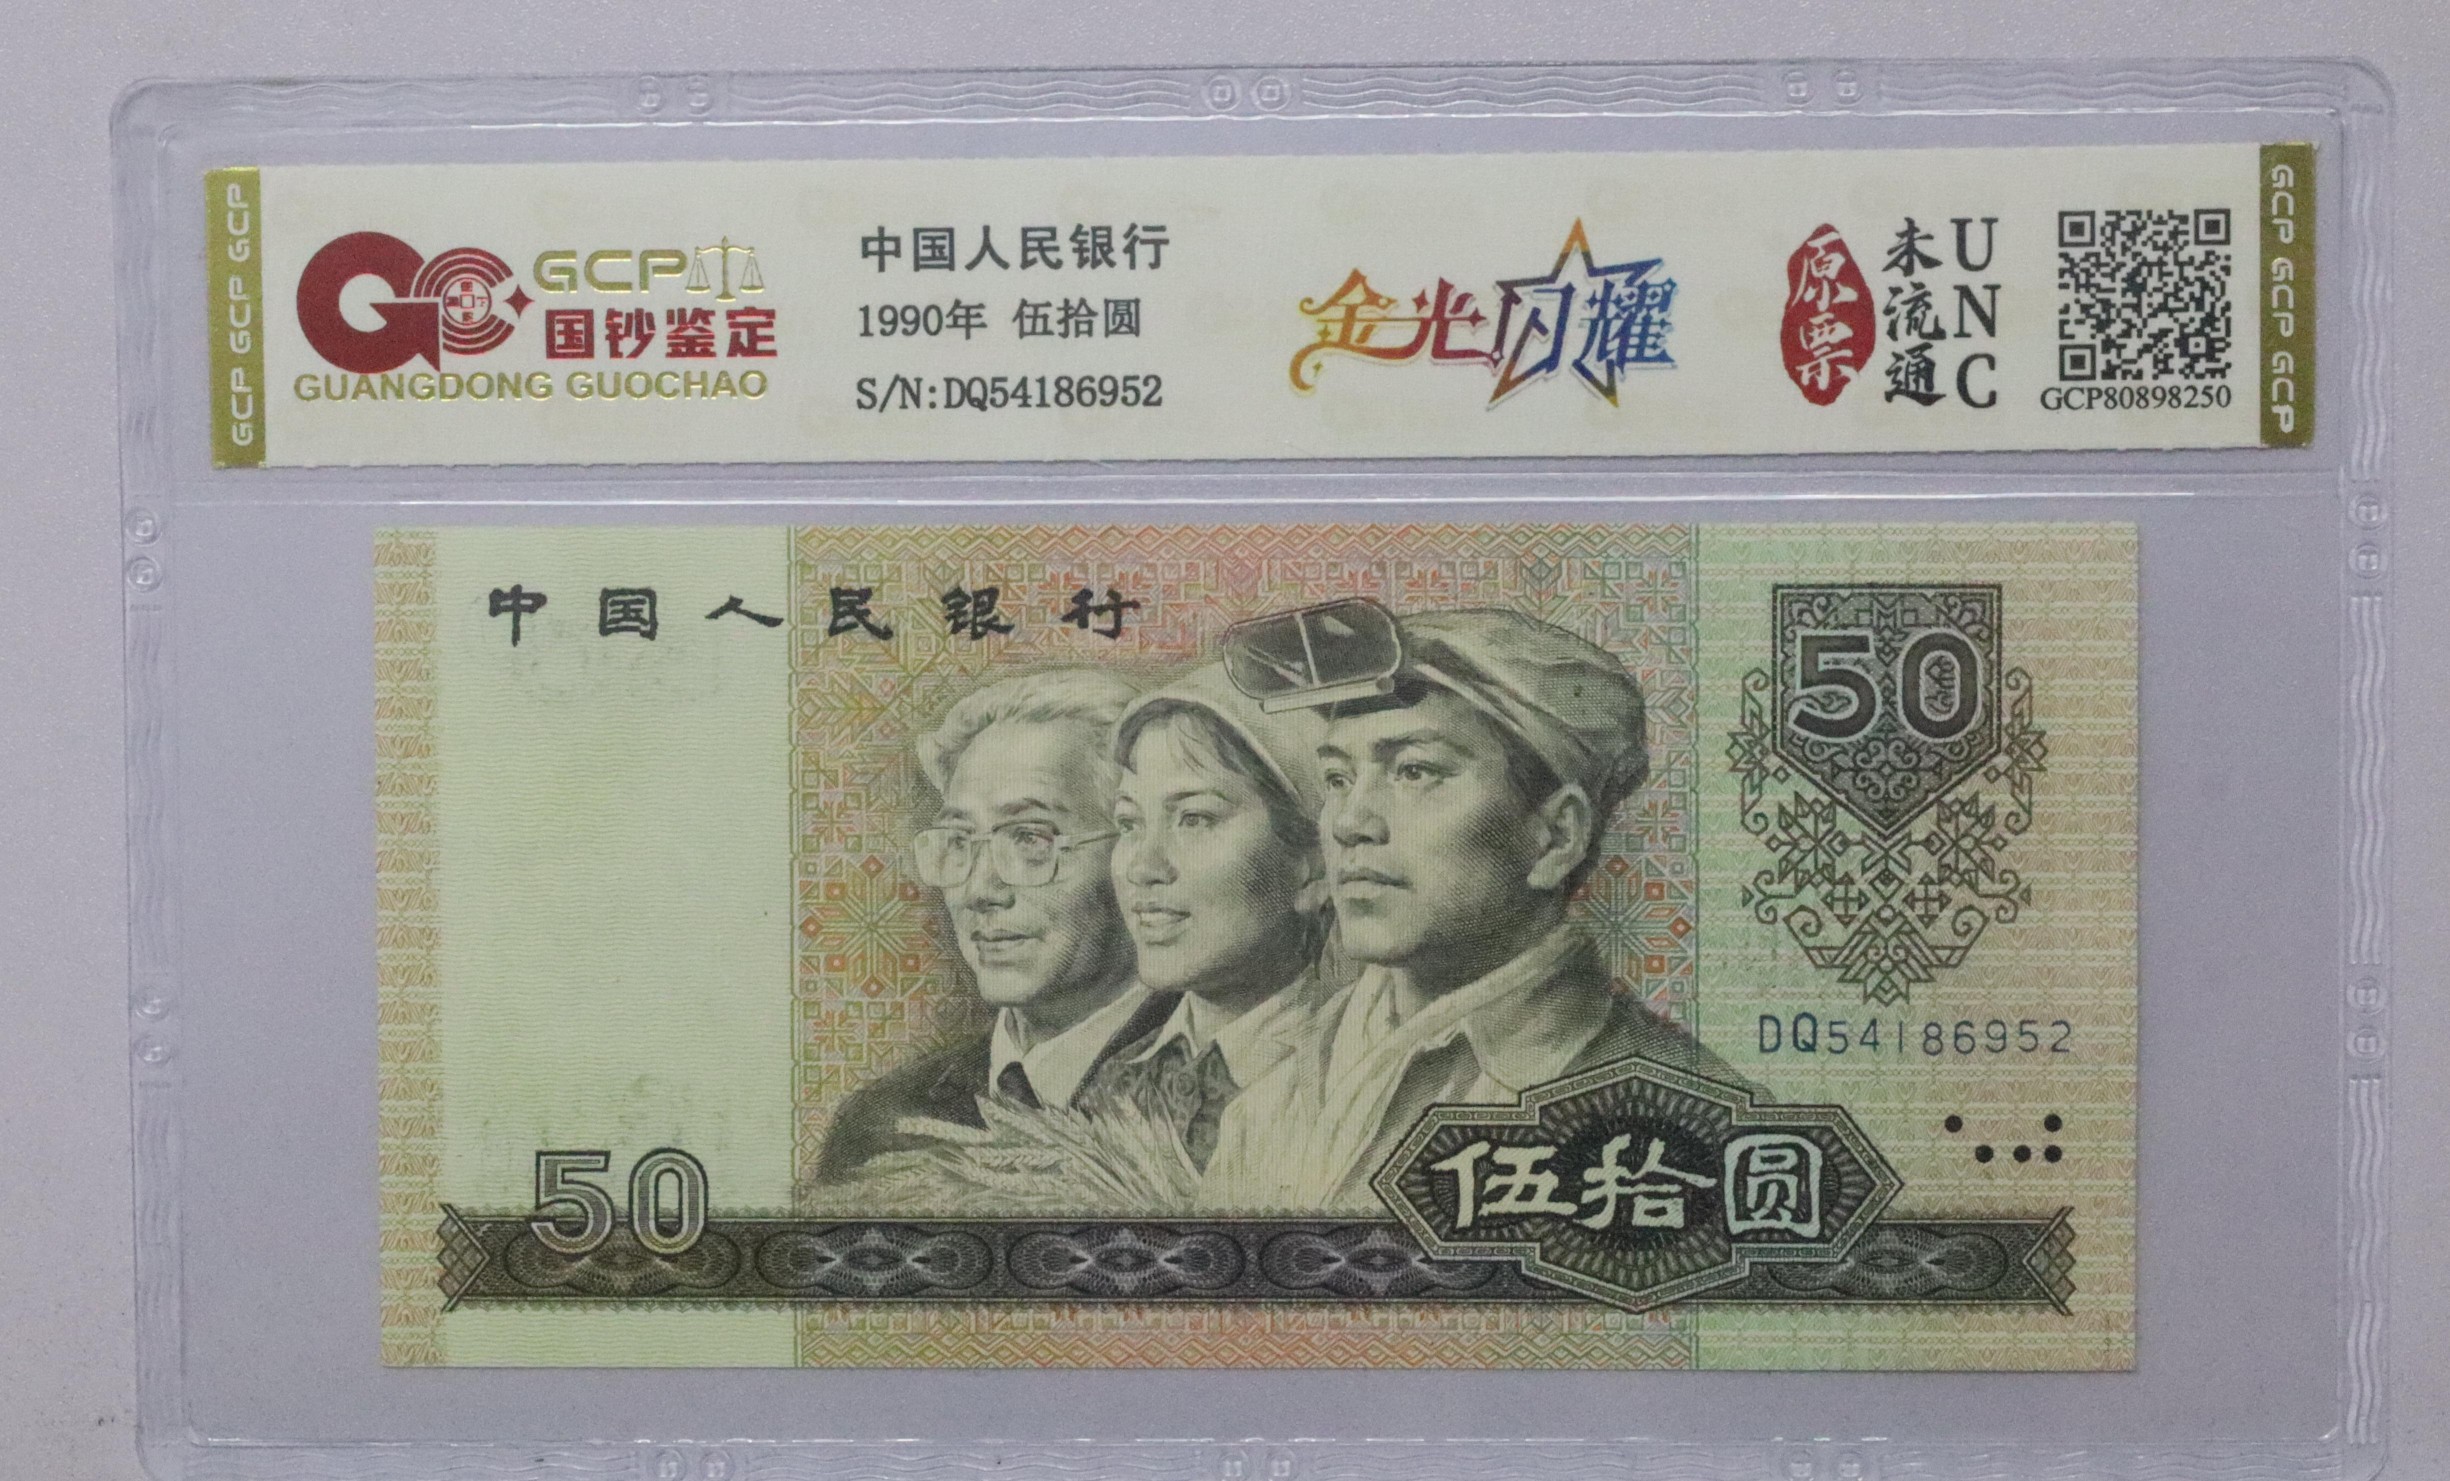 GCP
国钞鉴定
GUANGDONG GUOCHAO
中国人民银行
1990年 伍拾圆
S/N:DQ54186952
金光闪耀
原票
未流通
UNC
GCP80898250
GCP GCP GCP GCP
GCP GCP GCP GCP
中国人民银行
50
DQ54186952
50
伍拾圆